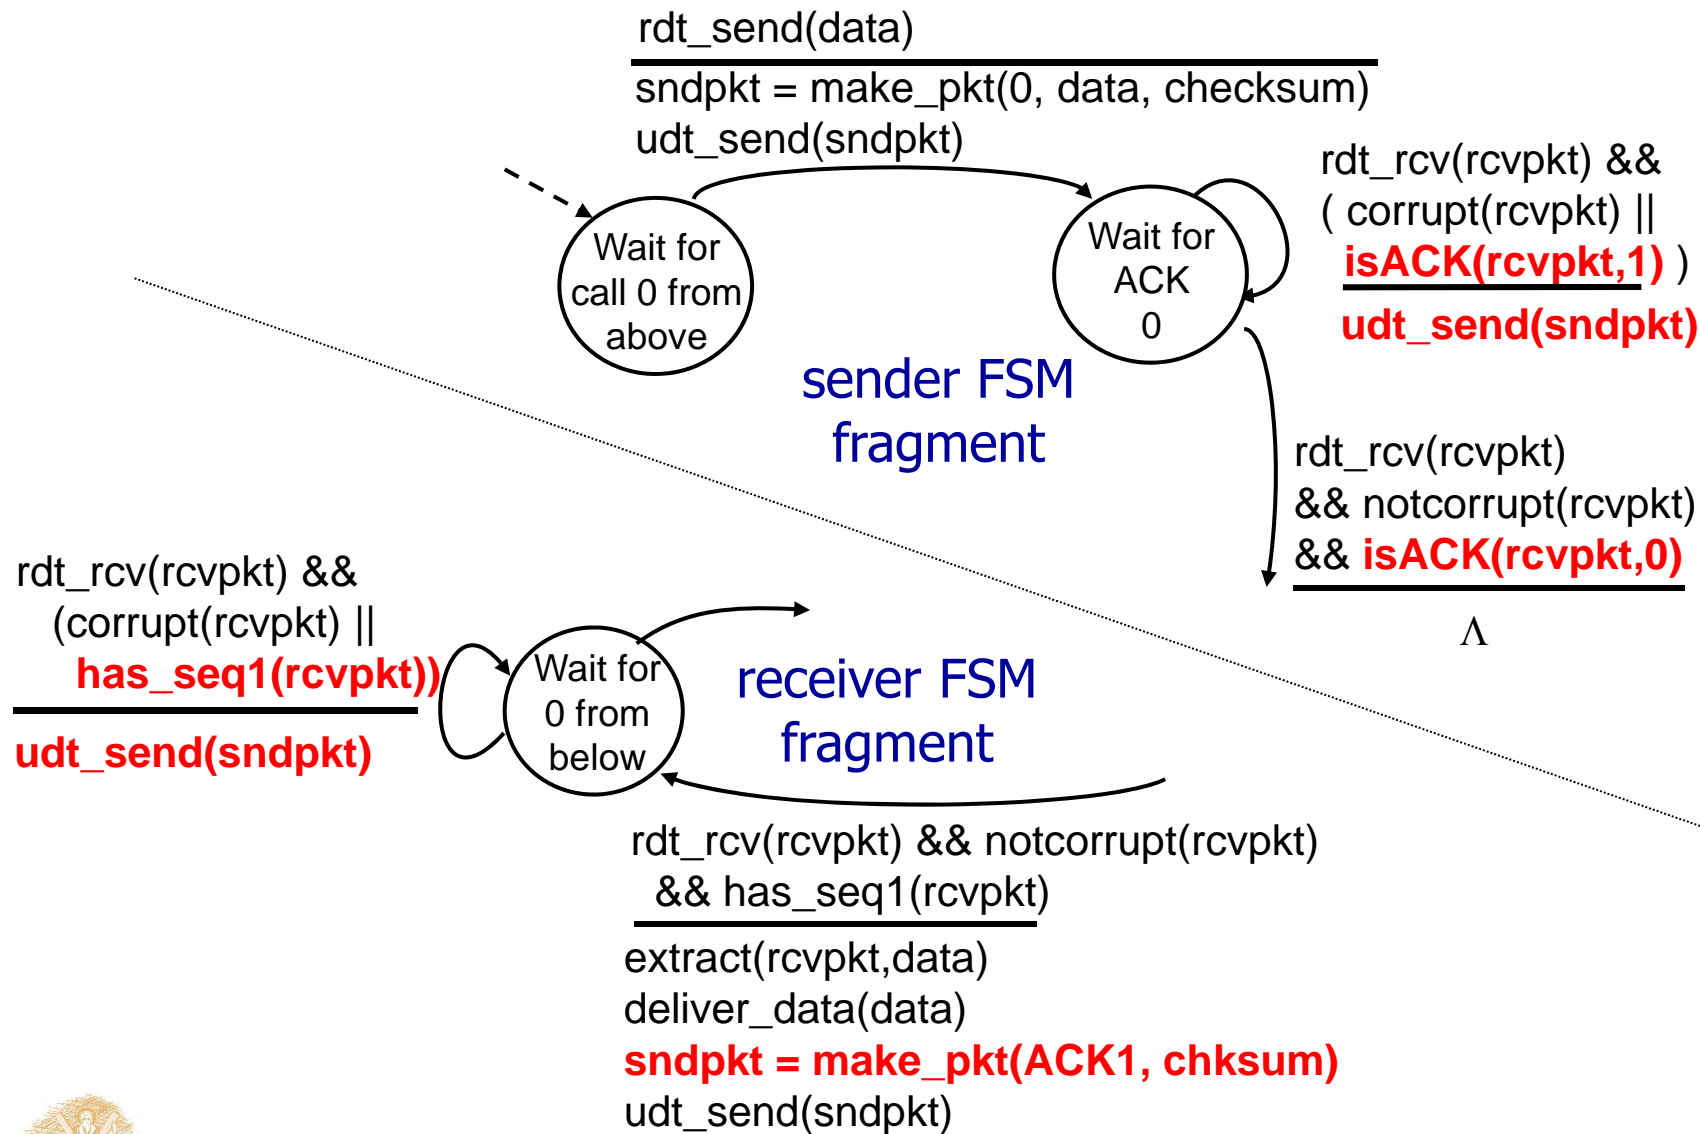 rdt_send(data)
sndpkt = make_pkt(0, data, checksum)
udt_send(sndpkt)
rdt_rcv(rcvpkt) &&
( corrupt(rcvpkt) ||
isACK(rcvpkt,1) )
udt_send(sndpkt)
Wait for
call 0 from
above
Wait for
ACK
0
sender FSM
fragment
rdt_rcv(rcvpkt)
&& notcorrupt(rcvpkt)
&& isACK(rcvpkt,0)
Λ
rdt_rcv(rcvpkt) &&
(corrupt(rcvpkt) ||
has_seq1(rcvpkt))
udt_send(sndpkt)
Wait for
0 from
below
receiver FSM
fragment
rdt_rcv(rcvpkt) && notcorrupt(rcvpkt)
&& has_seq1(rcvpkt)
extract(rcvpkt,data)
deliver_data(data)
sndpkt = make_pkt(ACK1, chksum)
udt_send(sndpkt)